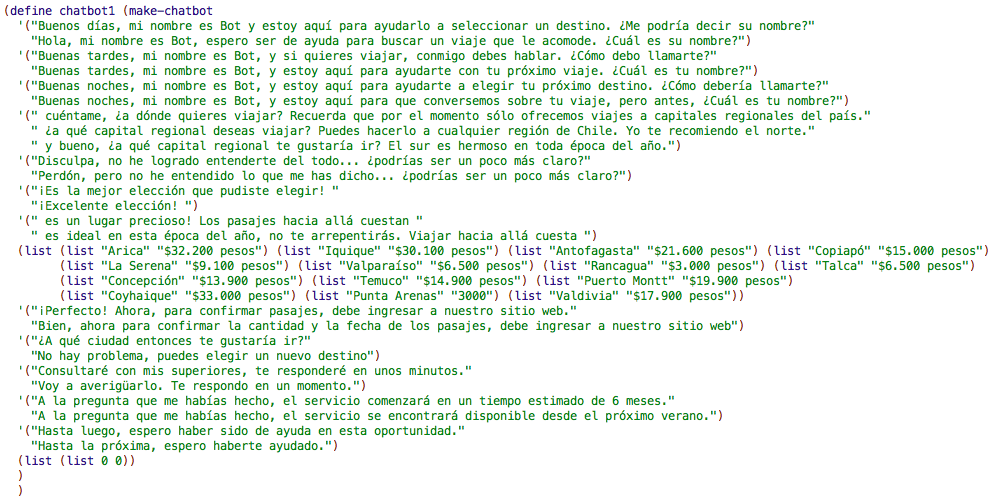 (define chatbot1 (make-chatbot
  '("Buenos días, mi nombre es Bot y estoy aquí para ayudarlo a seleccionar un destino. ¿Me podría decir su nombre?"
    "Hola, mi nombre es Bot, espero ser de ayuda para buscar un viaje que le acomode. ¿Cuál es su nombre?")
  '("Buenas tardes, mi nombre es Bot, y si quieres viajar, conmigo debes hablar. ¿Cómo debo llamarte?"
    "Buenas tardes, mi nombre es Bot, y estoy aquí para ayudarte con tu próximo viaje. ¿Cuál es tu nombre?")
  '("Buenas noches, mi nombre es Bot, y estoy aquí para ayudarte a elegir tu próximo destino. ¿Cómo debería llamarte?"
    "Buenas noches, mi nombre es Bot, y estoy aquí para que conversemos sobre tu viaje, pero antes, ¿Cuál es tu nombre?")
  '(" cuéntame, ¿a dónde quieres viajar? Recuerda que por el momento sólo ofrecemos viajes a capitales regionales del país."
    " ¿a qué capital regional deseas viajar? Puedes hacerlo a cualquier región de Chile. Yo te recomiendo el norte."
    " y bueno, ¿a qué capital regional te gustaría ir? El sur es hermoso en toda época del año.")
  '("Disculpa, no he logrado entenderte del todo... ¿podrías ser un poco más claro?"
    "Perdón, pero no he entendido lo que me has dicho... ¿podrías ser un poco más claro?")
  '("¡Es la mejor elección que pudiste elegir! "
    "¡Excelente elección! ")
  '(" es un lugar precioso! Los pasajes hacia allá cuestan "
    " es ideal en esta época del año, no te arrepentirás. Viajar hacia allá cuesta ")
  (list (list "Arica" "$32.200 pesos") (list "Iquique" "$30.100 pesos") (list "Antofagasta" "$21.600 pesos") (list "Copiapó" "$15.000 pesos")
        (list "La Serena" "$9.100 pesos") (list "Valparaíso" "$6.500 pesos") (list "Rancagua" "$3.000 pesos") (list "Talca" "$6.500 pesos")
        (list "Concepción" "$13.900 pesos") (list "Temuco" "$14.900 pesos") (list "Puerto Montt" "$19.900 pesos")
        (list "Coyhaique" "$33.000 pesos") (list "Punta Arenas" "3000") (list "Valdivia" "$17.900 pesos"))
  '("¡Perfecto! Ahora, para confirmar pasajes, debe ingresar a nuestro sitio web."
    "Bien, ahora para confirmar la cantidad y la fecha de los pasajes, debe ingresar a nuestro sitio web")
  '("¿A qué ciudad entonces te gustaría ir?"
    "No hay problema, puedes elegir un nuevo destino")
  '("Consultaré con mis superiores, te responderé en unos minutos."
    "Voy a averigüarlo. Te respondo en un momento.")
  '("A la pregunta que me habías hecho, el servicio comenzará en un tiempo estimado de 6 meses."
    "A la pregunta que me habías hecho, el servicio se encontrará disponible desde el próximo verano.")
  '("Hasta luego, espero haber sido de ayuda en esta oportunidad."
    "Hasta la próxima, espero haberte ayudado.")
  (list (list 0 0))
  )
  )